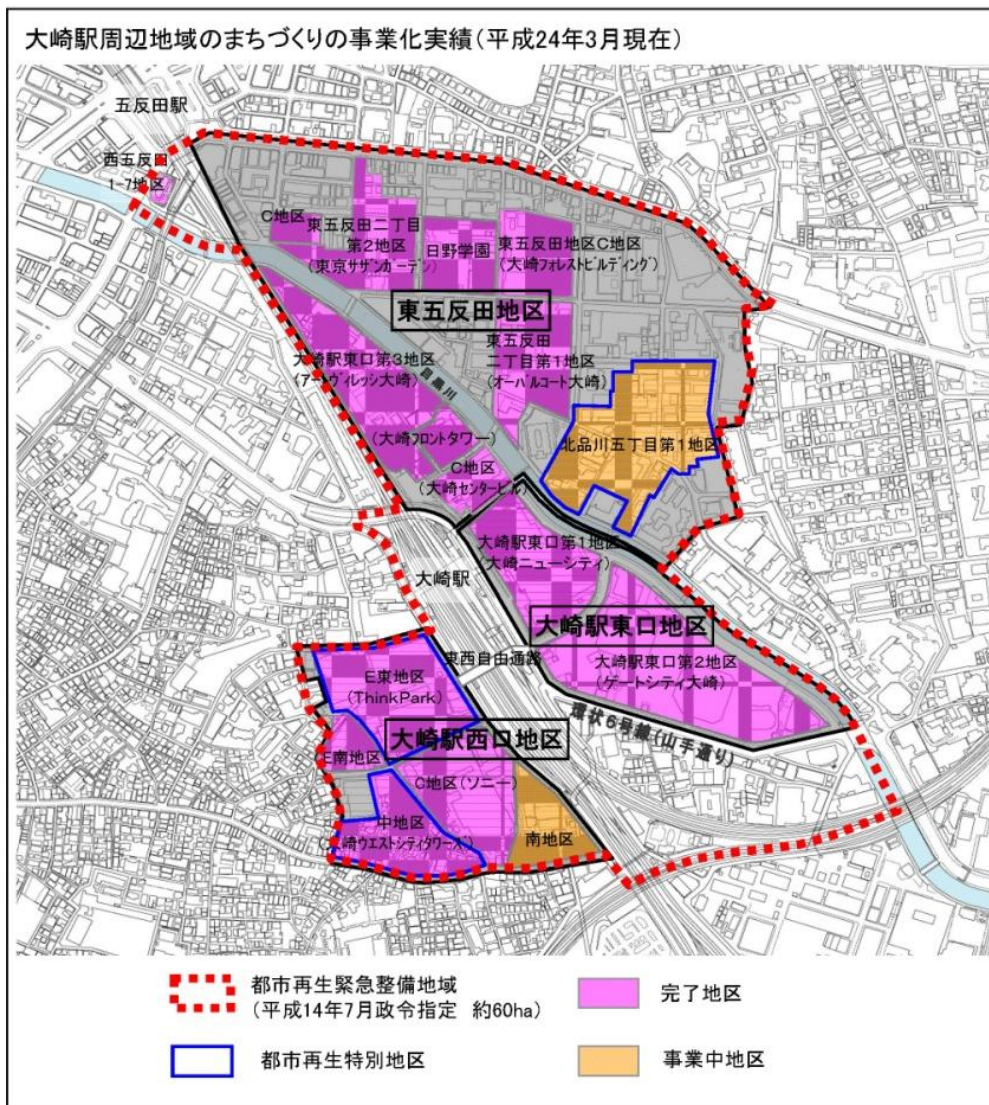 大崎駅周辺地域のまちづくりの事業化実績(平成24年3月現在)
五反田駅
西五反田
1-7地区
C地区
東五反田二丁目
第2地区
(東京サザンガーデン)
日野学園
東五反田地区C地区
(大崎フォレストビルディング)
東五反田地区
大崎駅東口第3地区
(アートヴィレッジ大崎)
目黒川
東五反田
二丁目第1地区
(オーバルコート大崎)
(大崎フロントタワー)
北品川五丁目第1地区
C地区
(大崎センタービル)
大崎駅東口第1地区
(大崎ニューシティ)
大崎駅
大崎駅東口地区
東西自由通路
大崎駅東口第2地区
(ゲートシティ大崎)
E東地区
(ThinkPark)
環状6号線(山手通り)
大崎駅西口地区
E南地区
C地区(ソニー)
中地区
(大崎ウエストシティタワーズ)
南地区
都市再生緊急整備地域
(平成14年7月政令指定 約60ha)
完了地区
都市再生特別地区
事業中地区